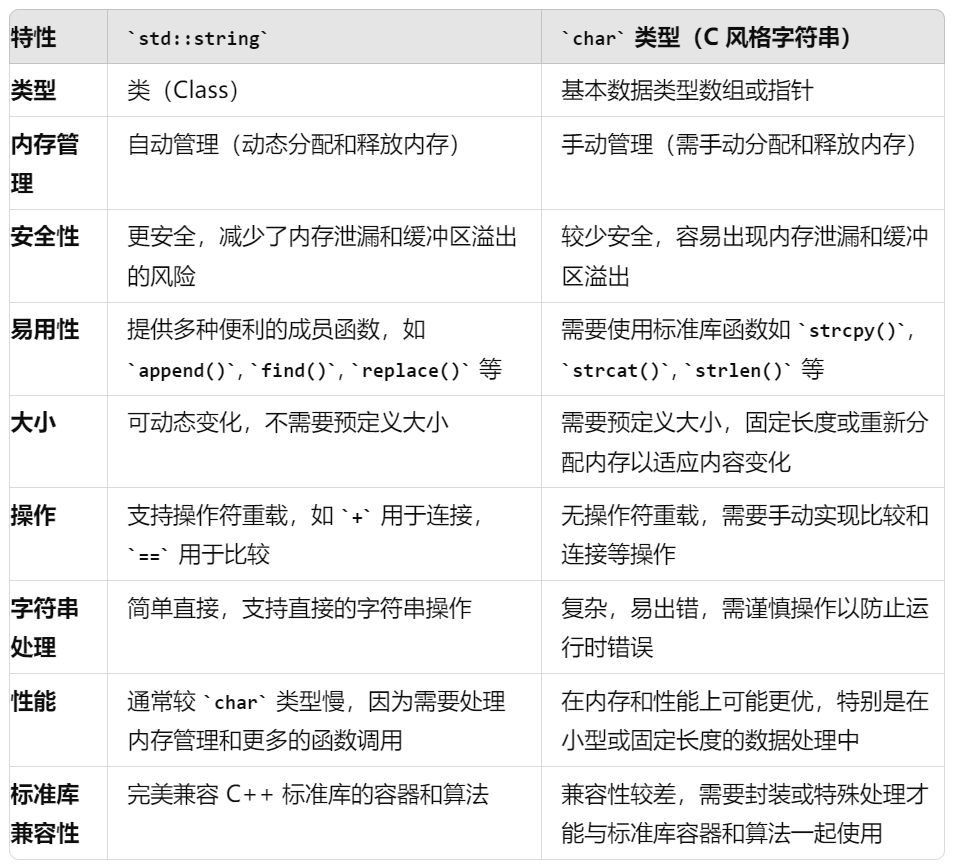 特性 `std::string` `char` 类型（C 风格字符串）
类型 类（Class） 基本数据类型数组或指针
内存管 自动管理（动态分配和释放内存） 手动管理（需手动分配和释放内存）
理
安全性 更安全，减少了内存泄漏和缓冲区溢出 较少安全，容易出现内存泄漏和缓冲
的风险 区溢出
易用性 提供多种便利的成员函数，如 需要使用标准库函数如 `strcpy()`,
`append()`, `find()`, `replace()` 等 `strcat()`, `strlen()` 等
大小 可动态变化，不需要预定义大小 需要预定义大小，固定长度或重新分
配内存以适应内容变化
操作 支持操作符重载，如 `+` 用于连接， 无操作符重载，需要手动实现比较和
`==` 用于比较 连接等操作
字符串 简单直接，支持直接的字符串操作 复杂，易出错，需谨慎操作以防止运
处理 行时错误
性能 通常较 `char` 类型慢，因为需要处理 在内存和性能上可能更优，特别是在
内存管理和更多的函数调用 小型或固定长度的数据处理中
标准库 完美兼容 C++ 标准库的容器和算法 兼容性较差，需要封装或特殊处理才
兼容性 能与标准库容器和算法一起使用